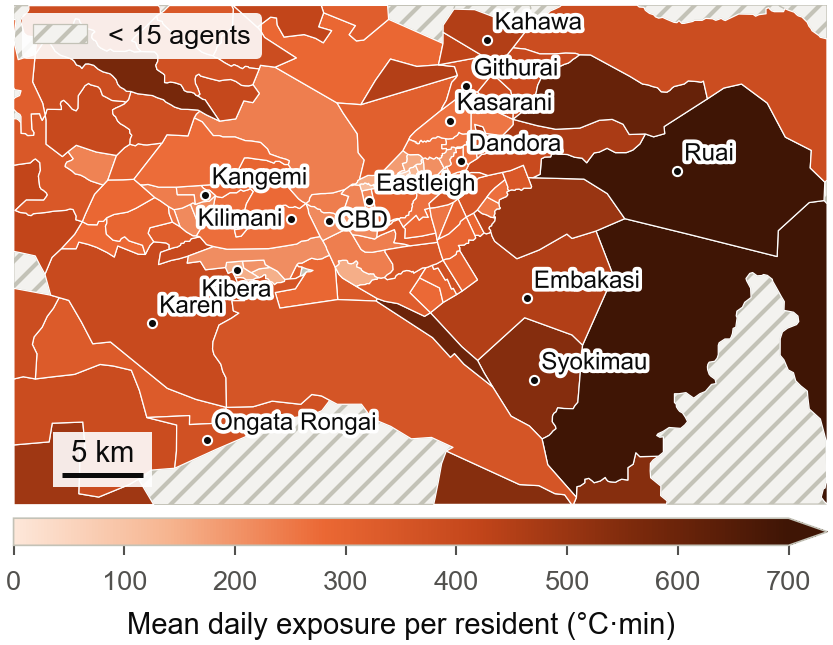 < 15 agents
Kahawa
Githurai
Kasarani
Dandora
Ruai
Kangemi
Eastleigh
Kilimani
CBD
Kibera
Embakasi
Karen
Syokimau
Ongata Rongai
5 km
0 100 200 300 400 500 600 700
Mean daily exposure per resident (°C·min)